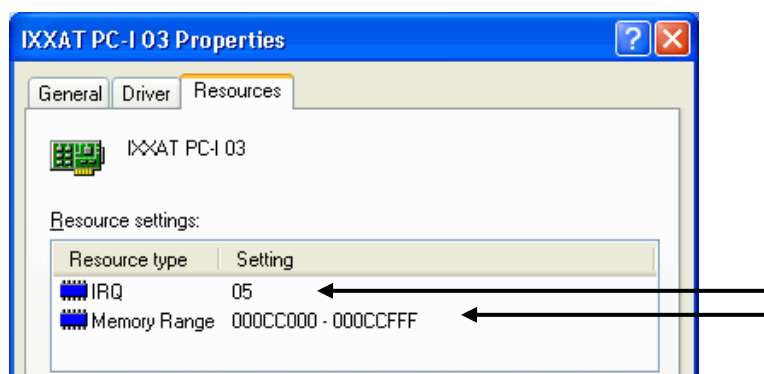 IXXAT PC-I 03 Properties
General Driver Resources
IXXAT PC-I 03
Resource settings:
Resource type Setting
IRQ 05
Memory Range 000CC000 - 000CCFFF